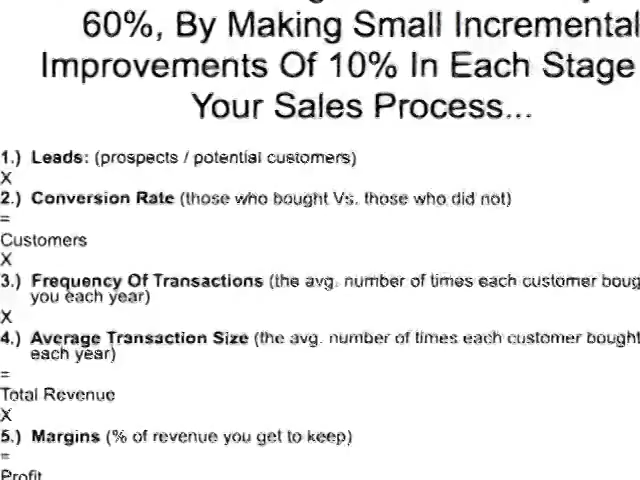 60%, By Making Small Incremental
Improvements Of 10% In Each Stage
Your Sales Process...
1.) Leads: (prospects / potential customers)
X
2.) Conversion Rate (those who bought Vs. those who did not)
=
Customers
X
3.) Frequency Of Transactions (the avg. number of times each customer boug
you each year)
X
4.) Average Transaction Size (the avg. number of times each customer bought
each year)
=
Total Revenue
X
5.) Margins (% of revenue you get to keep)
=
Profit